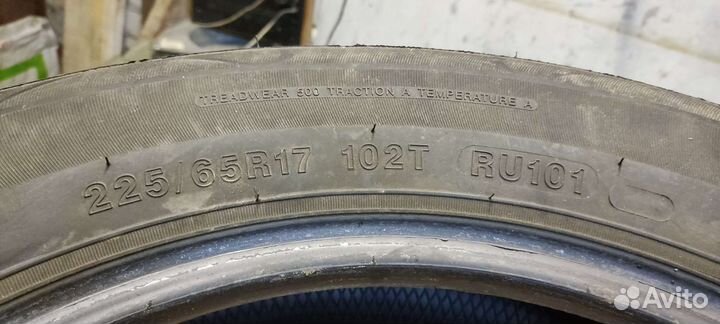 TREADWEAR 500 TRACTION A TEMPERATURE A
225/65R17 102T RU101
Avito